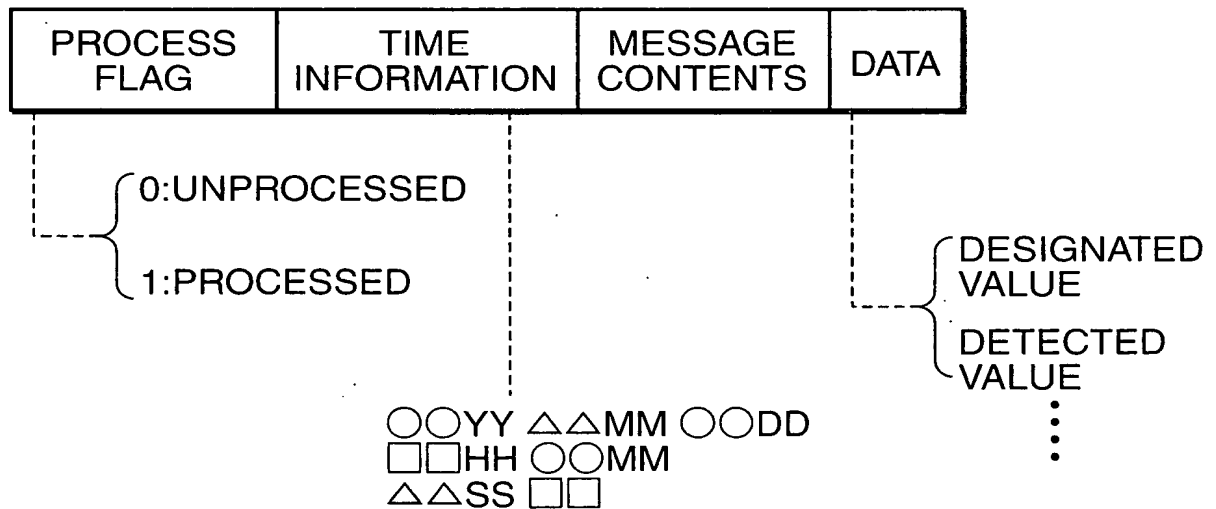 PROCESS FLAG
TIME INFORMATION
MESSAGE CONTENTS
DATA
0:UNPROCESSED
1:PROCESSED
DESIGNATED
VALUE
DETECTED
VALUE
○○YY △△MM ○○DD
□□HH ○○MM
△△SS □□